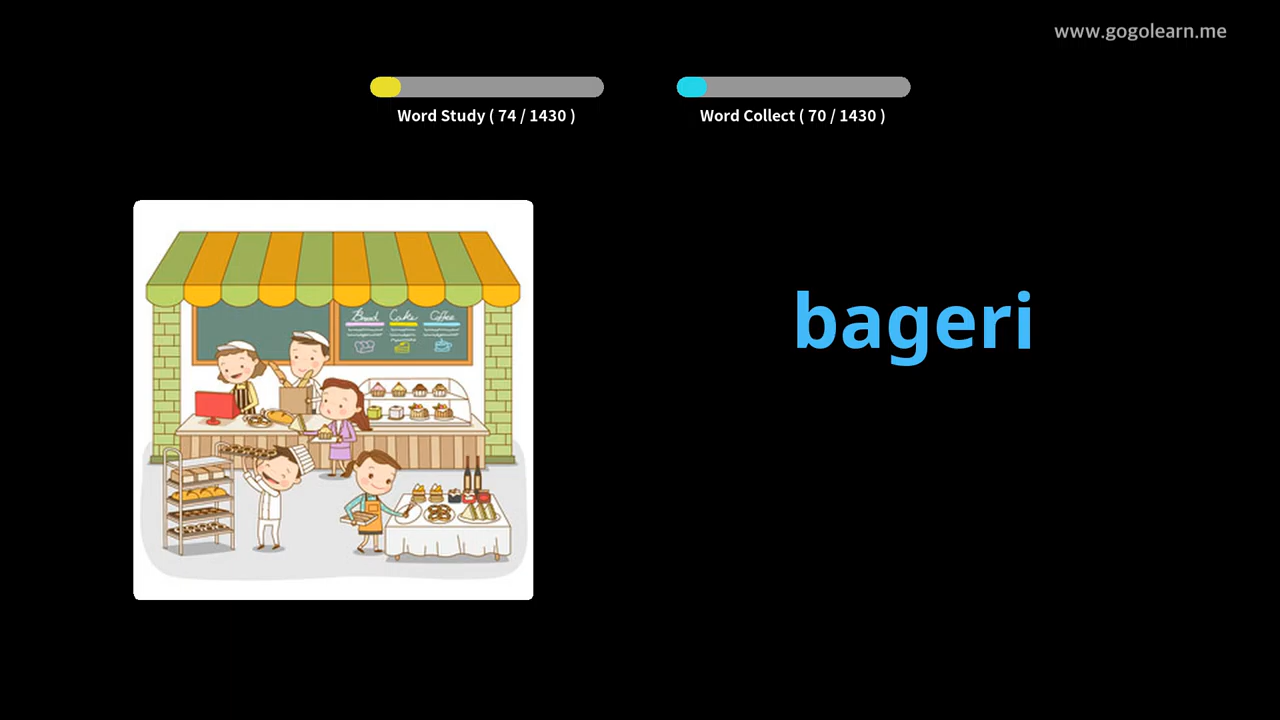 www.gogolearn.me
Word Study ( 74 / 1430 )
Word Collect ( 70 / 1430 )
Bread Cake Coffee
bageri